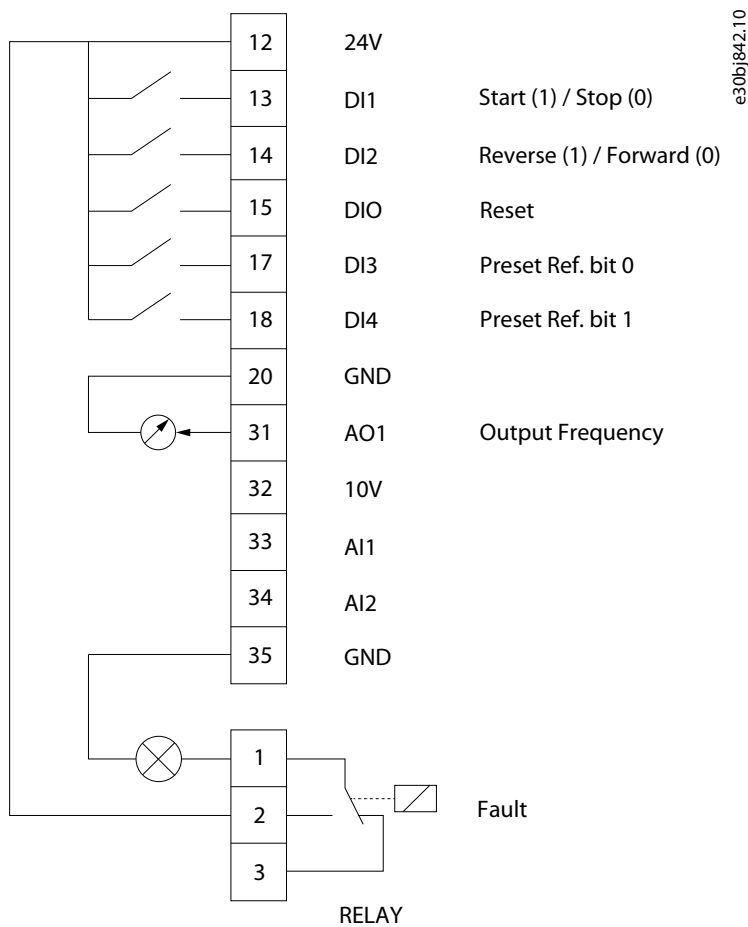 e30bj842.10
12 24V
13 DI1 Start (1) / Stop (0)
14 DI2 Reverse (1) / Forward (0)
15 DIO Reset
17 DI3 Preset Ref. bit 0
18 DI4 Preset Ref. bit 1
20 GND
31 AO1 Output Frequency
32 10V
33 AI1
34 AI2
35 GND
1
2 Fault
3
RELAY